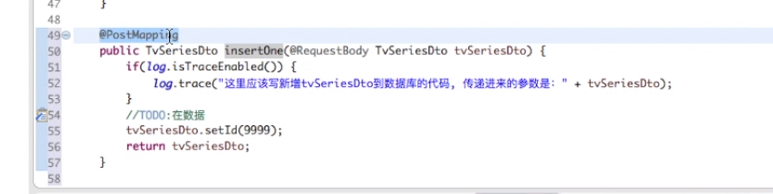 47 }
48
49 @PostMapping
50 public TvSeriesDto insertOne(@RequestBody TvSeriesDto tvSeriesDto) {
51 if(log.isTraceEnabled()) {
52 log.trace("这里应该写新增tvSeriesDto到数据库的代码, 传递进来的参数是：" + tvSeriesDto);
53 }
54 //TODO:在数据
55 tvSeriesDto.setId(9999);
56 return tvSeriesDto;
57 }
58